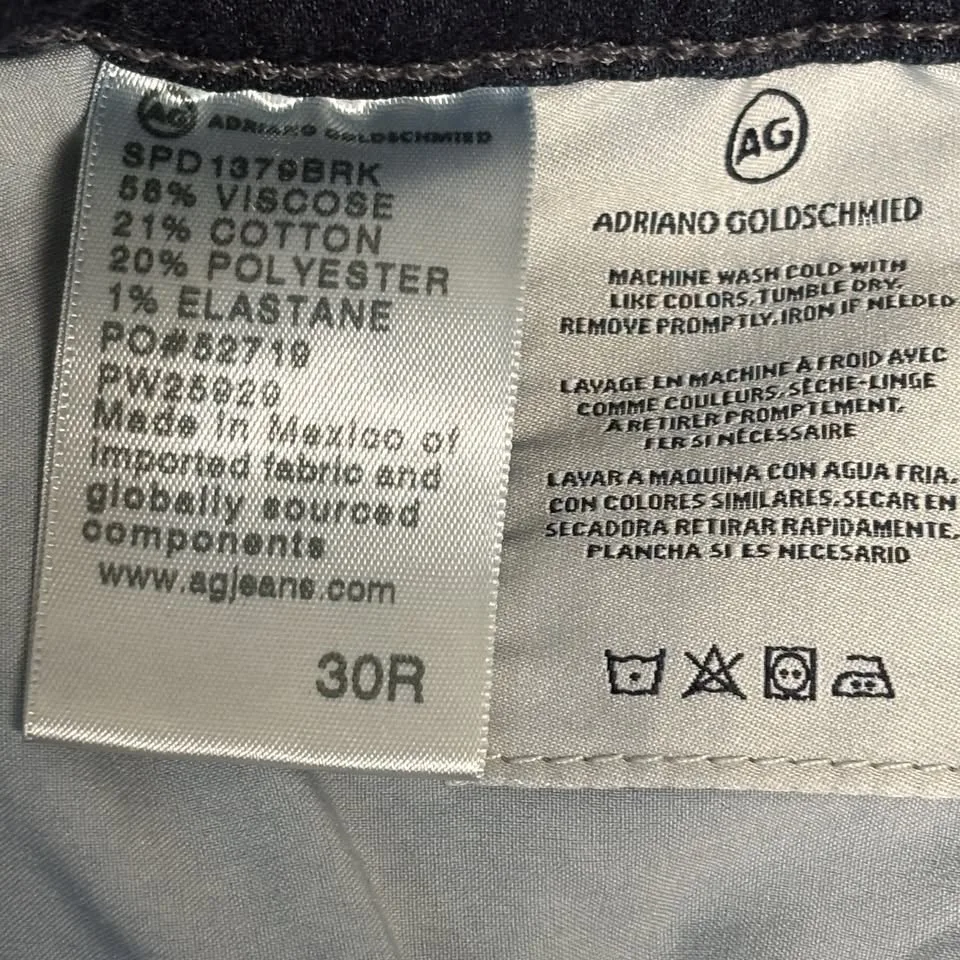 AG ADRIANO GOLDSCHMIED
SPD1379BRK
58% VISCOSE
21% COTTON
20% POLYESTER
1% ELASTANE
PO#52719
PW25020
Made in Mexico of
imported fabric and
globally sourced
components
www.agjeans.com
30R
AG
ADRIANO GOLDSCHMIED
MACHINE WASH COLD WITH
LIKE COLORS, TUMBLE DRY.
REMOVE PROMPTLY. IRON IF NEEDED
LAVAGE EN MACHINE À FROID AVEC
COMME COULEURS, SÈCHE-LINGE
A RETIRER PROMPTEMENT.
FER SI NÉCESSAIRE
LAVAR A MAQUINA CON AGUA FRIA,
CON COLORES SIMILARES. SECAR EN
SECADORA RETIRAR RAPIDAMENTE.
PLANCHA SI ES NECESARIO